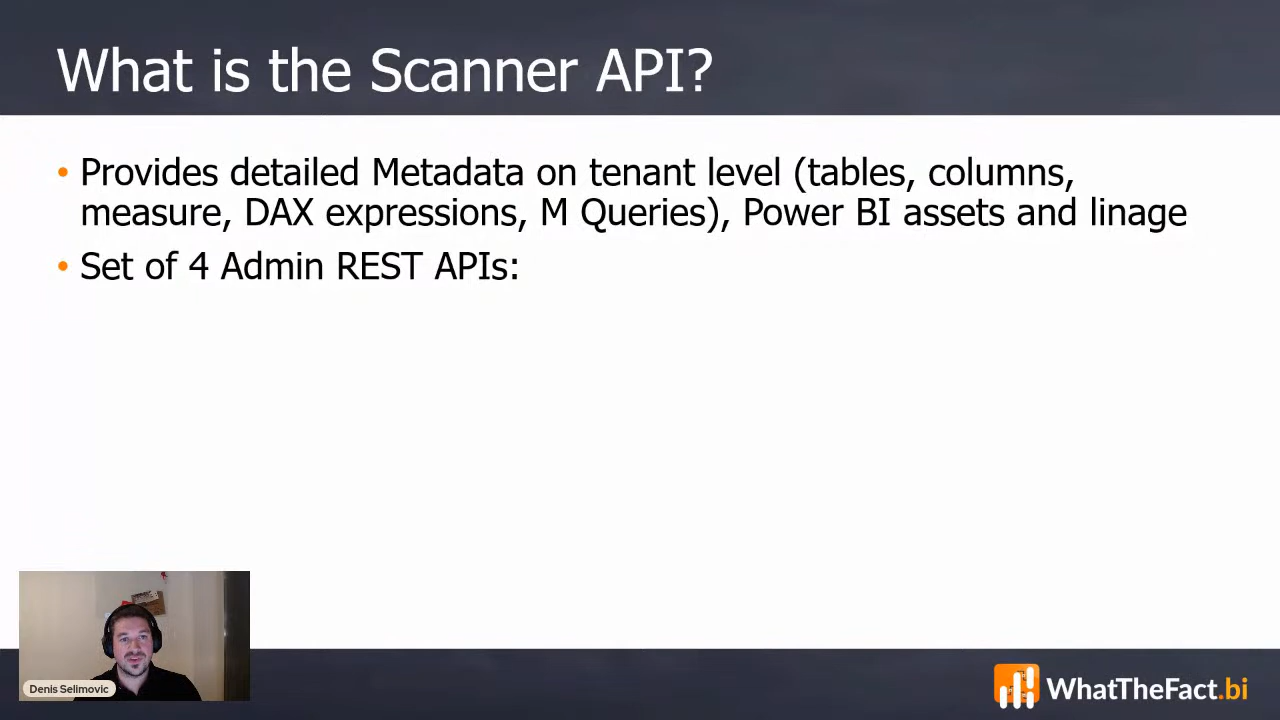 What is the Scanner API?
• Provides detailed Metadata on tenant level (tables, columns,
measure, DAX expressions, M Queries), Power BI assets and linage
• Set of 4 Admin REST APIs:
Denis Selimovic
WhatTheFact.bi